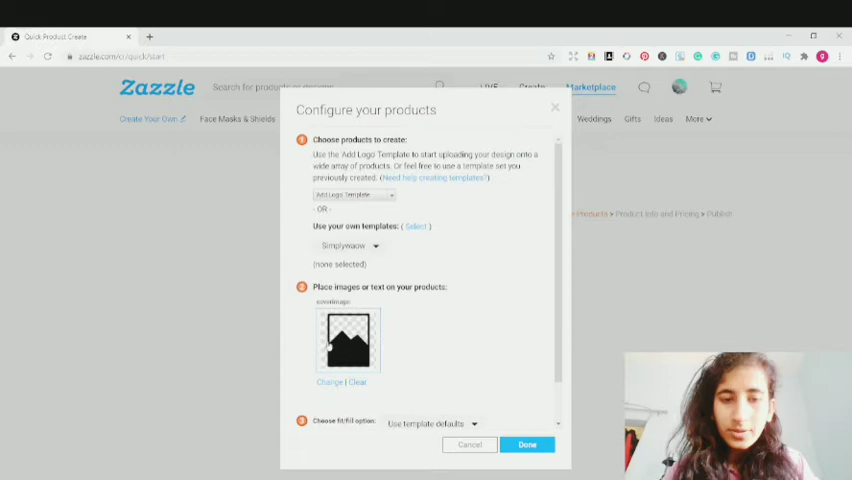 Quick Product Create
zazzle.com/c/quickstart
Zazzle
Search for products or designs
LIVE
Create
Marketplace
Create Your Own
Face Masks & Shields
Weddings
Gifts
Ideas
More
Configure your products
1 Choose products to create:
Use the 'Add Logo' Template to start uploading your design onto a
wide array of products. Or feel free to use a template set you
previously created. (Need help creating templates?)
Add Logo Template
- OR -
Use your own templates: ( Select )
Simplywaow
(none selected)
Products > Product Info and Pricing > Publish!
2 Place images or text on your products:
coverimage:
Change | Clear
3 Choose fit/fill option:
Use template defaults
Cancel
Done